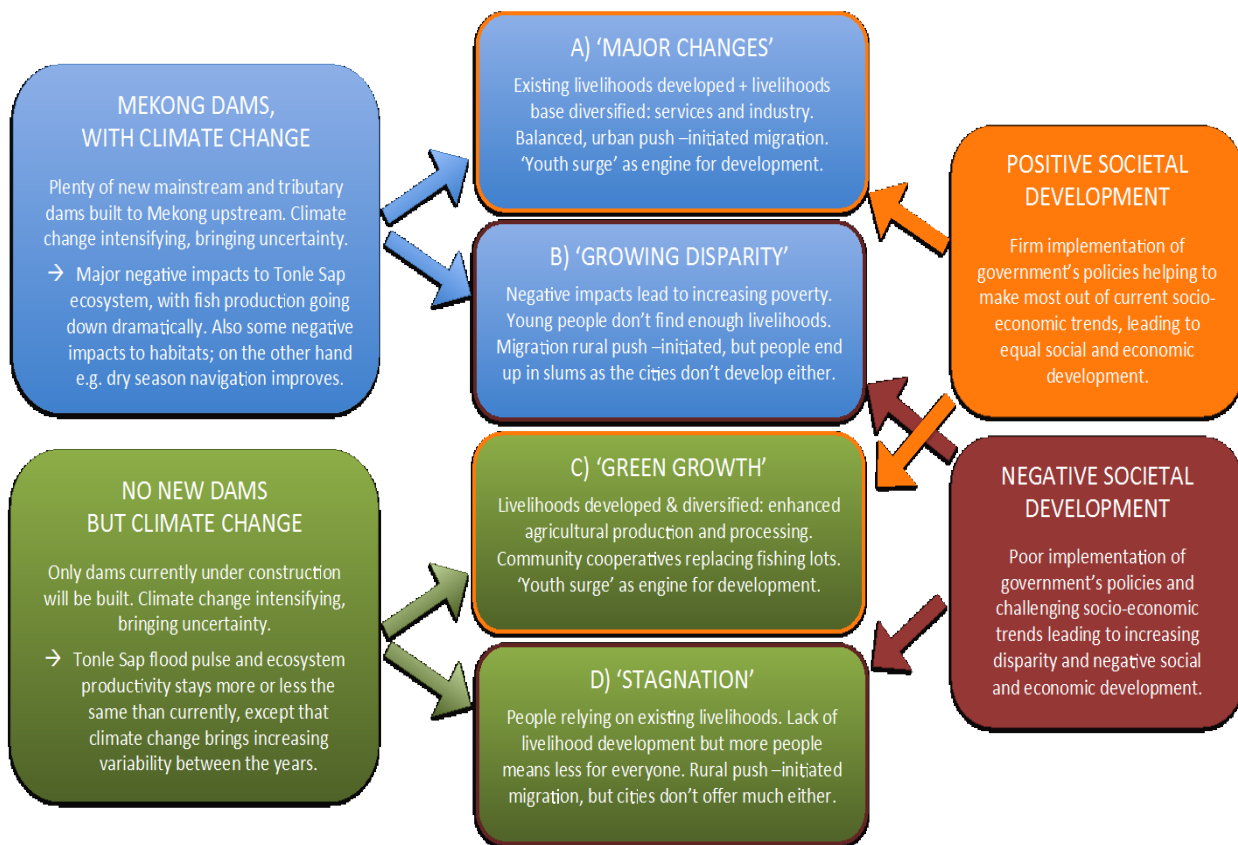 MEKONG DAMS,
WITH CLIMATE CHANGE
Plenty of new mainstream and tributary
dams built to Mekong upstream. Climate
change intensifying, bringing uncertainty.
→ Major negative impacts to Tonle Sap
ecosystem, with fish production going
down dramatically. Also some negative
impacts to habitats; on the other hand
e.g. dry season navigation improves.
NO NEW DAMS
BUT CLIMATE CHANGE
Only dams currently under construction
will be built. Climate change intensifying,
bringing uncertainty.
→ Tonle Sap flood pulse and ecosystem
productivity stays more or less the
same than currently, except that
climate change brings increasing
variability between the years.
A) ‘MAJOR CHANGES’
Existing livelihoods developed + livelihoods
base diversified: services and industry.
Balanced, urban push –initiated migration.
‘Youth surge’ as engine for development.
B) ‘GROWING DISPARITY’
Negative impacts lead to increasing poverty.
Young people don’t find enough livelihoods.
Migration rural push –initiated, but people end
up in slums as the cities don’t develop either.
C) ‘GREEN GROWTH’
Livelihoods developed & diversified: enhanced
agricultural production and processing.
Community cooperatives replacing fishing lots.
‘Youth surge’ as engine for development.
D) ‘STAGNATION’
People relying on existing livelihoods. Lack of
livelihood development but more people
means less for everyone. Rural push –initiated
migration, but cities don’t offer much either.
POSITIVE SOCIETAL
DEVELOPMENT
Firm implementation of
government’s policies helping to
make most out of current socio-
economic trends, leading to
equal social and economic
development.
NEGATIVE SOCIETAL
DEVELOPMENT
Poor implementation of
government’s policies and
challenging socio-economic
trends leading to increasing
disparity and negative social
and economic development.